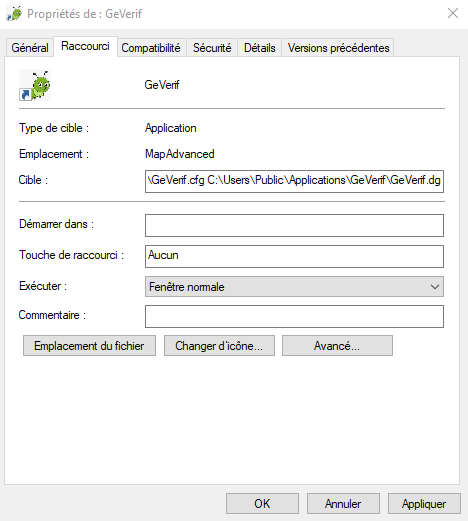 Propriétés de : GeVerif
Général Raccourci Compatibilité Sécurité Détails Versions précédentes
GeVerif
Type de cible : Application
Emplacement : MapAdvanced
Cible : \GeVerif.cfg C:\Users\Public\Applications\GeVerif\GeVerif.dg
Démarrer dans :
Touche de raccourci : Aucun
Exécuter : Fenêtre normale
Commentaire :
Emplacement du fichier Changer d'icône... Avancé...
OK Annuler Appliquer